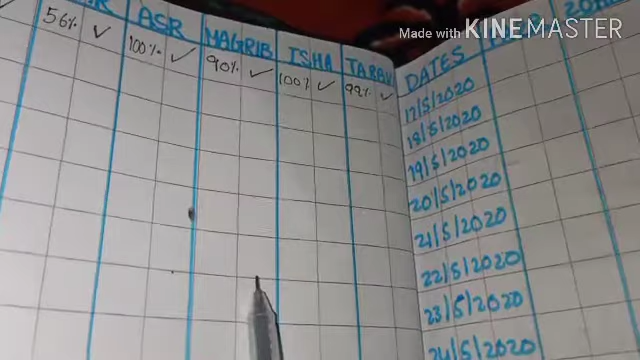 Made with KINEMASTER
ASR MAGRIB ISHA
56% ✓ 100% ✓ 90% ✓ 100% ✓ 99% ✓
DATES
17/5/2020
18/5/2020
19/5/2020
20/5/2020
21/5/2020
22/5/2020
23/5/2020
24/5/2020